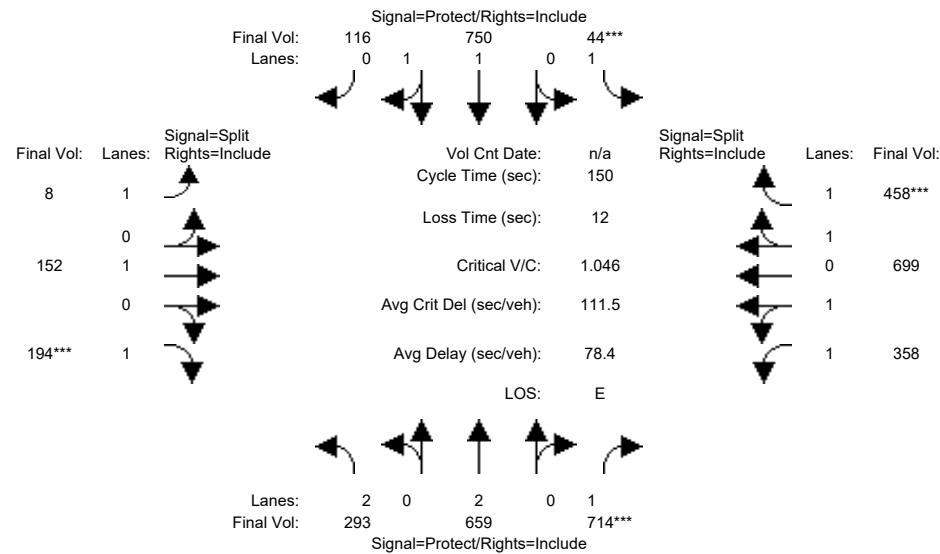 Signal=Protect/Rights=Include
Final Vol: 116 750 44***
Lanes: 0 1 1 0 1
Signal=Split Signal=Split
Final Vol: Lanes: Rights=Include Vol Cnt Date: n/a Rights=Include Lanes: Final Vol:
Cycle Time (sec): 150
8 1 1 458***
Loss Time (sec): 12
0 1
152 1 Critical V/C: 1.046 0 699
0 Avg Crit Del (sec/veh): 111.5 1
194*** 1 Avg Delay (sec/veh): 78.4 1 358
LOS: E
Lanes: 2 0 2 0 1
Final Vol: 293 659 714***
Signal=Protect/Rights=Include